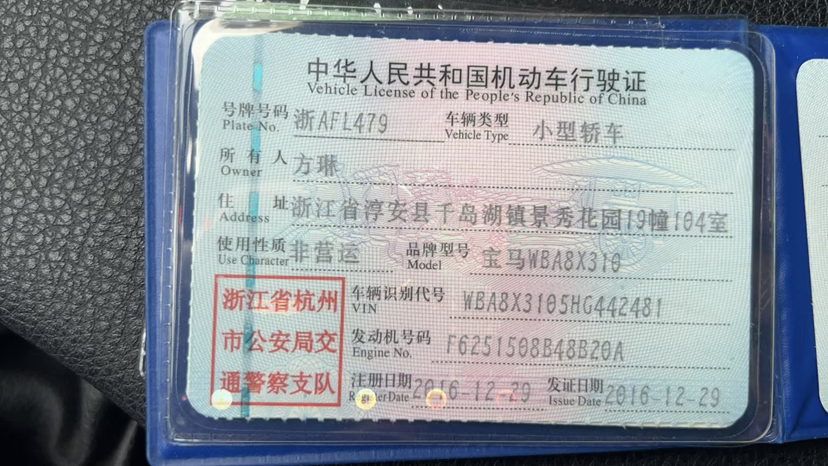 中华人民共和国机动车行驶证
Vehicle License of the People's Republic of China
号牌号码 浙AFL479 车辆类型 小型轿车
Plate No. Vehicle Type
所有人 方琳
Owner
住址 浙江省淳安县千岛湖镇景秀花园19幢104室
Address
使用性质 非营运 品牌型号 宝马WBA8X310
Use Character Model
浙江省杭州
市公安局交
通警察支队
车辆识别代号 WBA8X3105HG442481
VIN
发动机号码 F6251508B48B20A
Engine No.
注册日期 2016-12-29 发证日期 2016-12-29
Register Date Issue Date